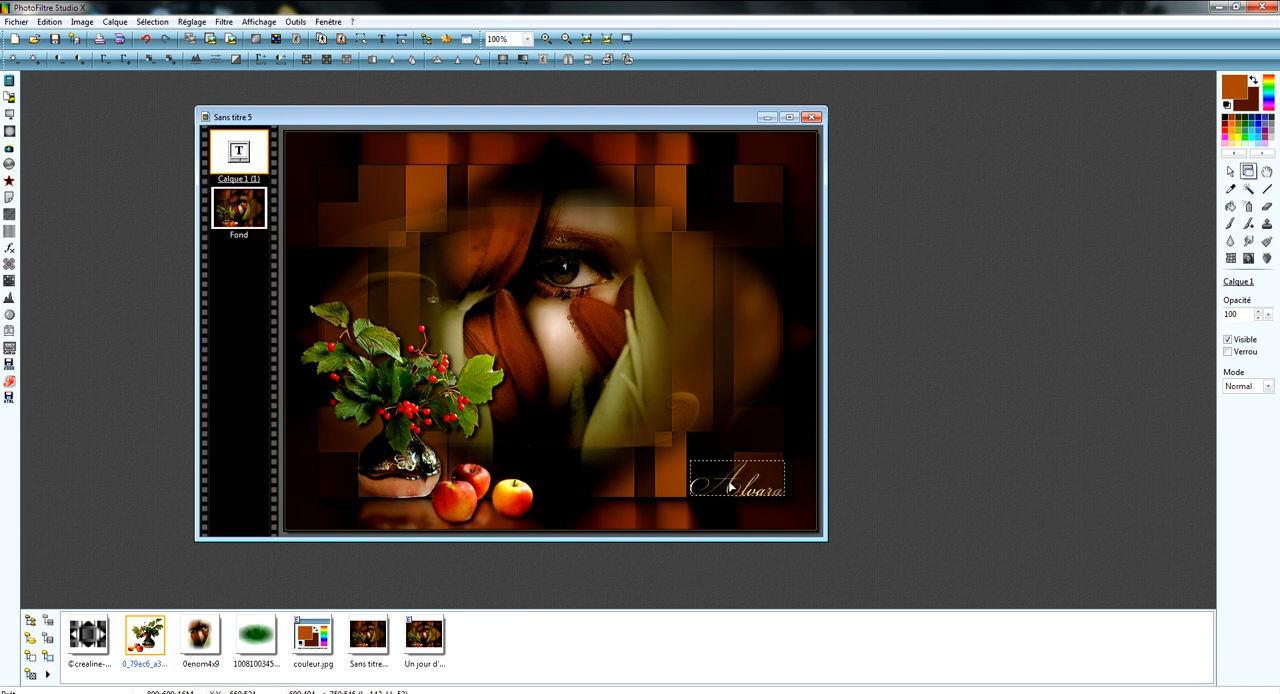 PhotoFiltre Studio X
Fichier Edition Image Calque Sélection Réglage Filtre Affichage Outils Fenêtre ?
100%
Sans titre 5
T
Calque 1 (1)
Fond
Calque 1
Opacité
100
Visible
Verrou
Mode
Normal
©crealine-... 0_79ec6_a3... 0enom4x9 1008100345... couleur.jpg Sans titre... Un jour d'...